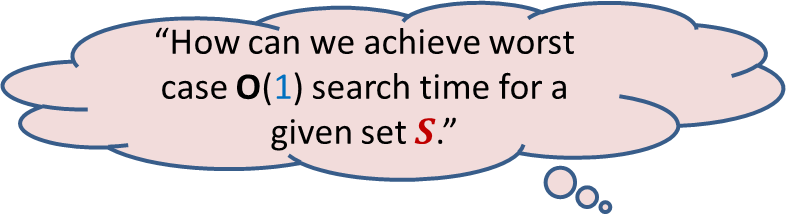 “How can we achieve worst
case O(1) search time for a
given set S.”